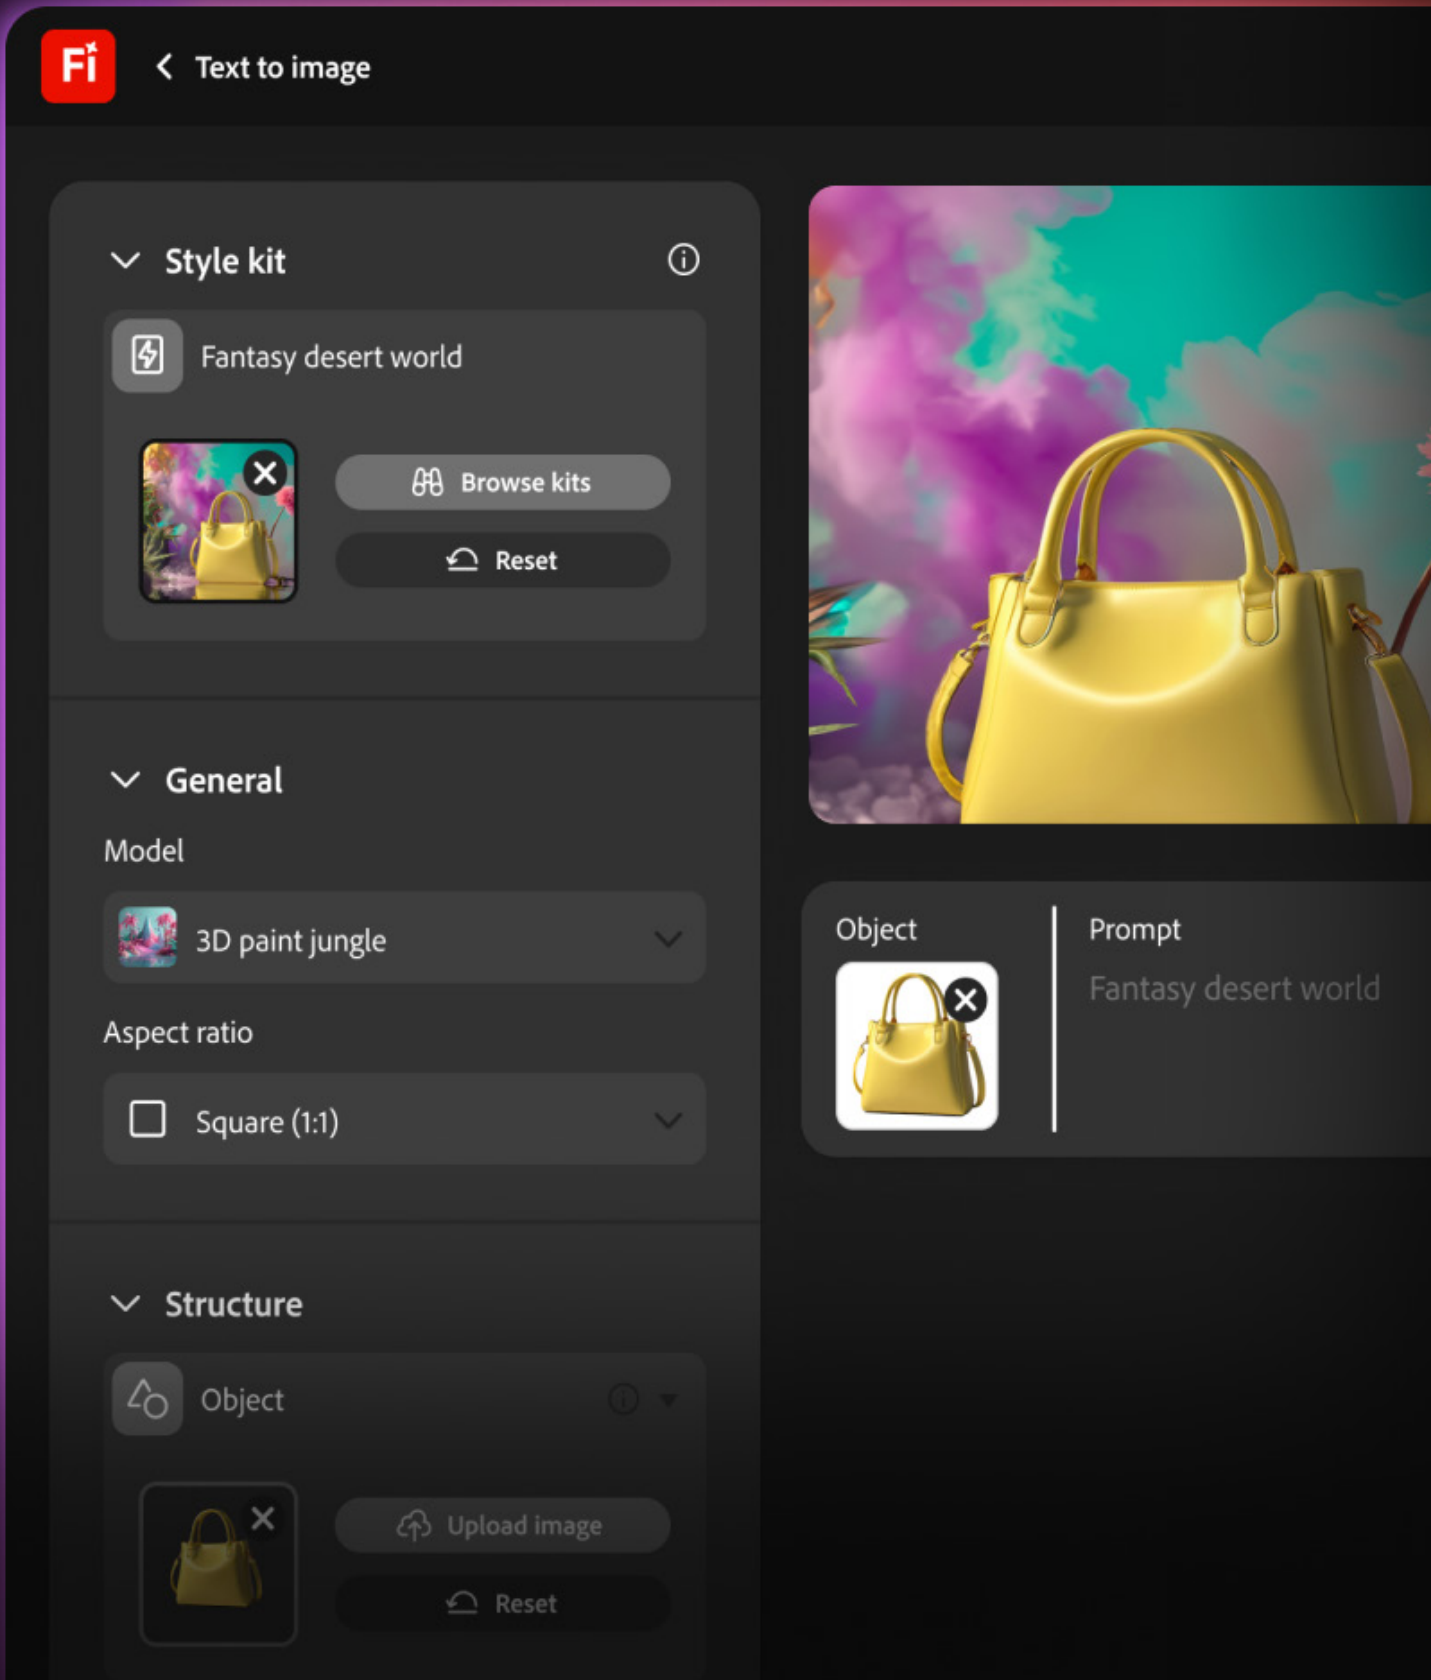 Fi
Text to image
Style kit
Fantasy desert world
Browse kits
Reset
General
Model
3D paint jungle
Aspect ratio
Square (1:1)
Structure
Object
Upload image
Reset
Object
Prompt
Fantasy desert world